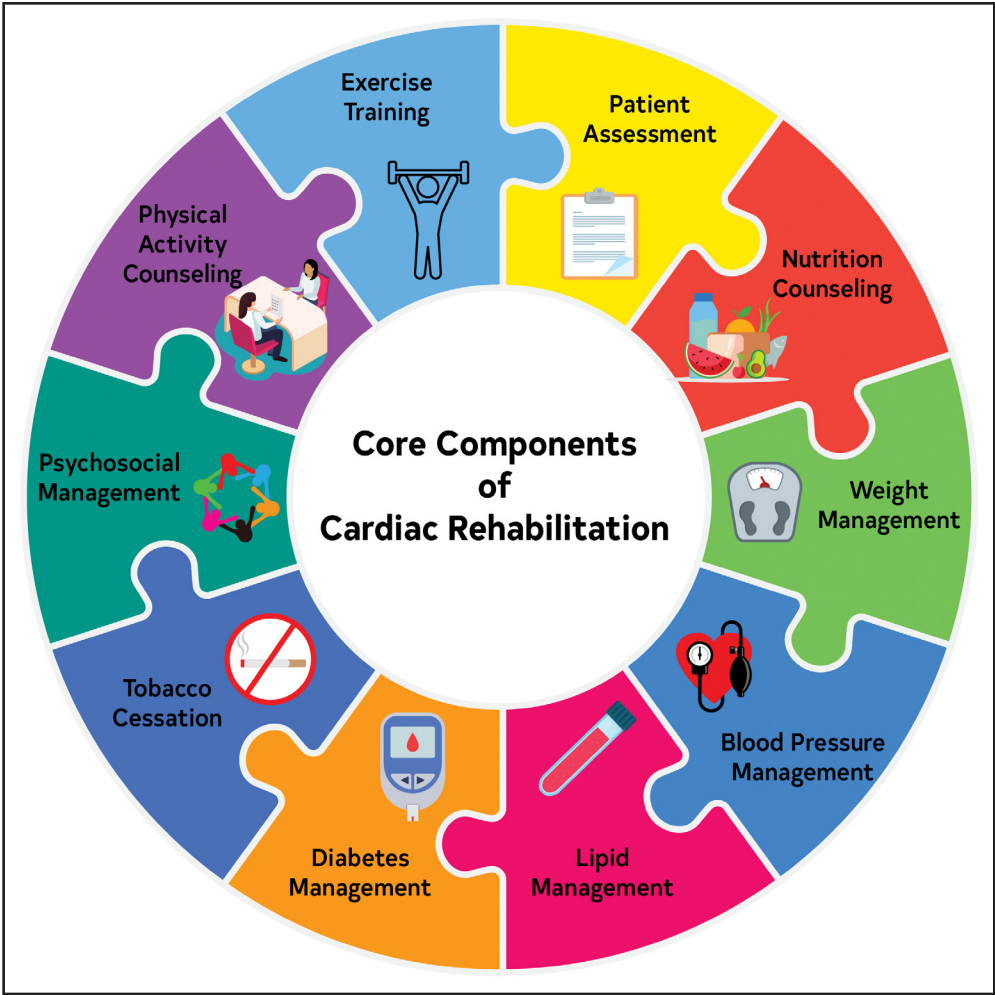 Core Components
of
Cardiac Rehabilitation
Patient
Assessment
Nutrition
Counseling
Weight
Management
Blood Pressure
Management
Lipid
Management
Diabetes
Management
Tobacco
Cessation
Psychosocial
Management
Physical
Activity
Counseling
Exercise
Training